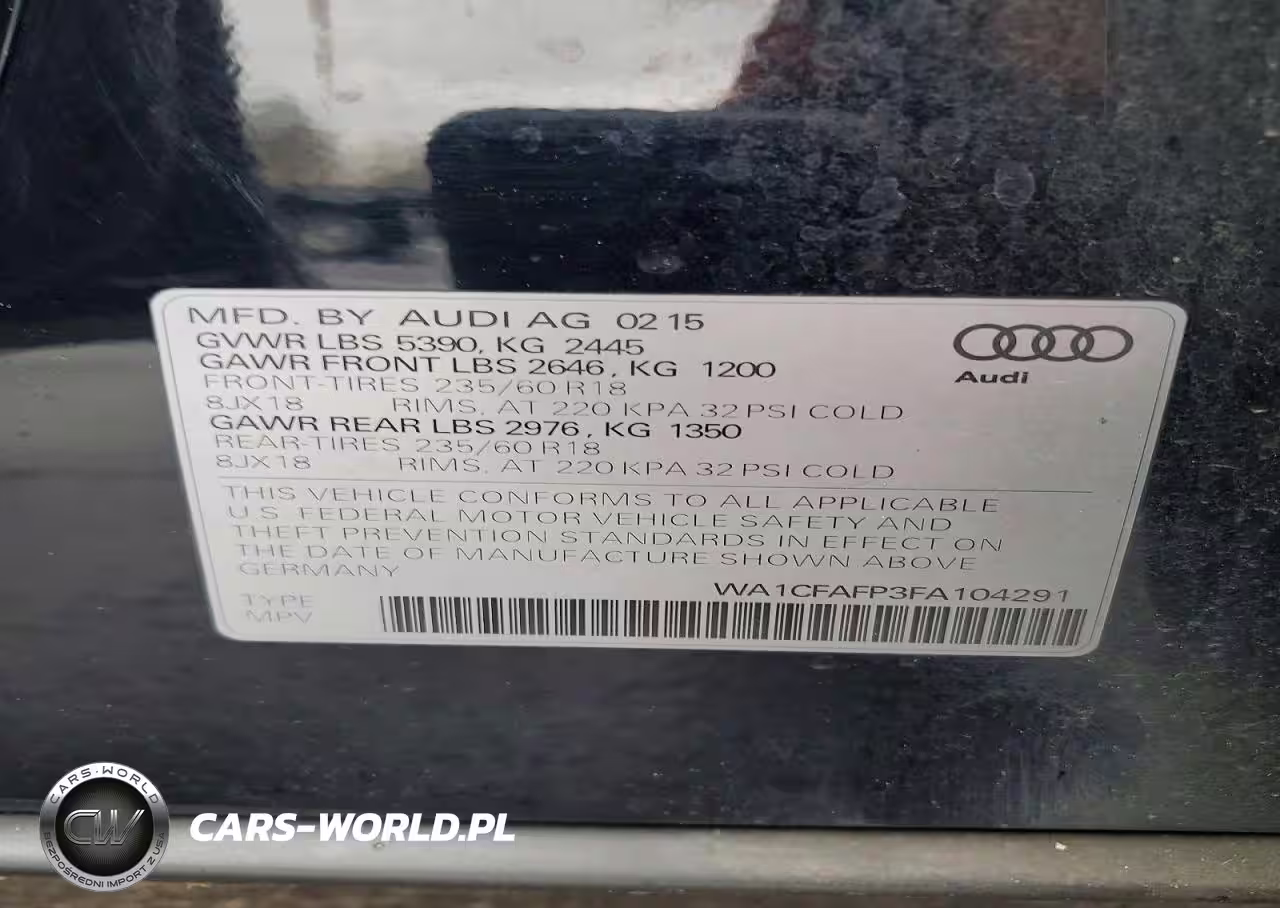 MFD. BY AUDI AG 02 15
GVWR LBS 5390, KG 2445
GAWR FRONT LBS 2646, KG 1200
FRONT-TIRES 235/60 R18
8JX18 RIMS, AT 220 KPA 32 PSI COLD
GAWR REAR LBS 2976, KG 1350
REAR-TIRES 235/60 R18
8JX18 RIMS, AT 220 KPA 32 PSI COLD
Audi
THIS VEHICLE CONFORMS TO ALL APPLICABLE
U.S. FEDERAL MOTOR VEHICLE SAFETY AND
THEFT PREVENTION STANDARDS IN EFFECT ON
THE DATE OF MANUFACTURE SHOWN ABOVE
GERMANY
WA1CFAFP3FA104291
TYPE
MPV
CARS-WORLD
CW
BEZPOŚREDNI IMPORT Z USA
CARS-WORLD.PL